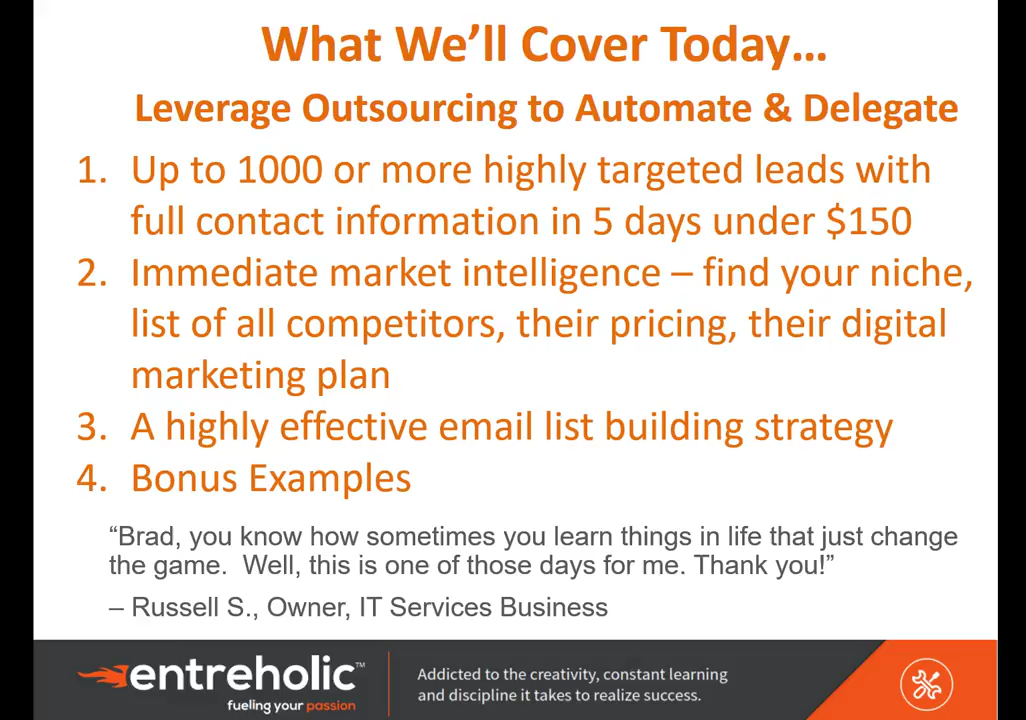 What We’ll Cover Today…
Leverage Outsourcing to Automate & Delegate
1. Up to 1000 or more highly targeted leads with
full contact information in 5 days under $150
2. Immediate market intelligence – find your niche,
list of all competitors, their pricing, their digital
marketing plan
3. A highly effective email list building strategy
4. Bonus Examples
“Brad, you know how sometimes you learn things in life that just change
the game.  Well, this is one of those days for me. Thank you!”
– Russell S., Owner, IT Services Business
entreholic™
fueling your passion
Addicted to the creativity, constant learning
and discipline it takes to realize success.